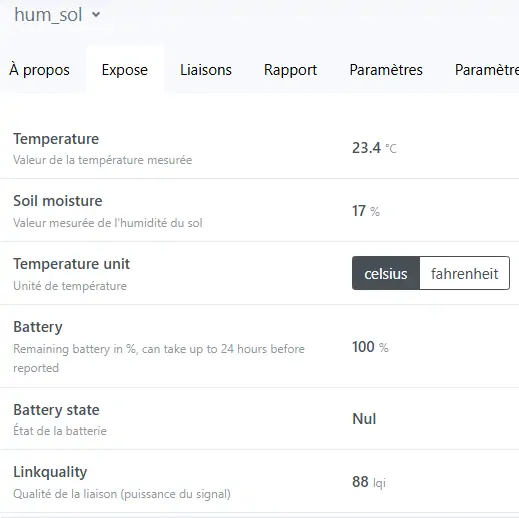 hum_sol
À propos Expose Liaisons Rapport Paramètres Paramètre
Temperature
Valeur de la température mesurée
23.4 °C
Soil moisture
Valeur mesurée de l'humidité du sol
17 %
Temperature unit
Unité de température
celsius fahrenheit
Battery
Remaining battery in %, can take up to 24 hours before
reported
100 %
Battery state
État de la batterie
Nul
Linkquality
Qualité de la liaison (puissance du signal)
88 lqi